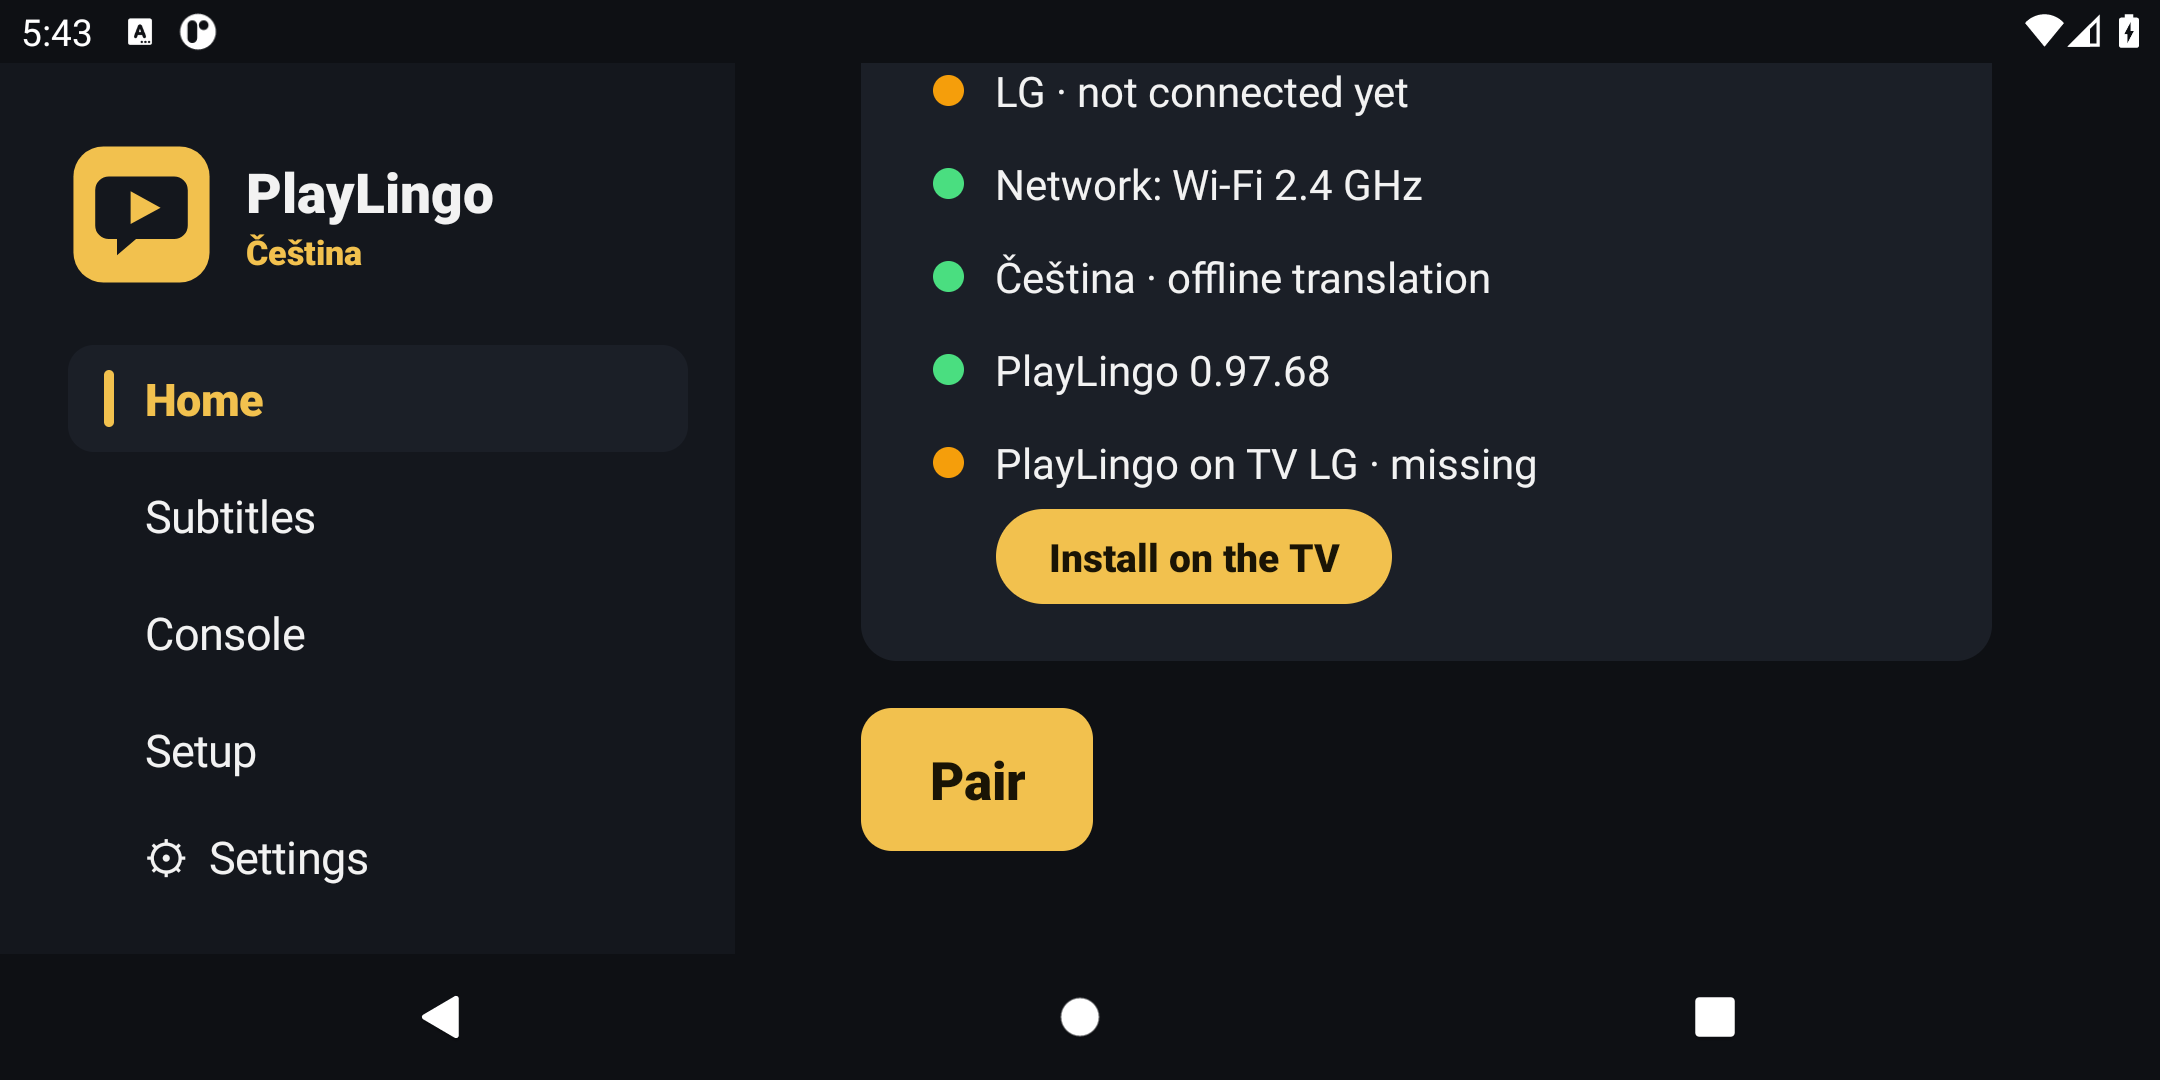 5:43
PlayLingo
Čeština
Home
Subtitles
Console
Setup
Settings
LG · not connected yet
Network: Wi-Fi 2.4 GHz
Čeština · offline translation
PlayLingo 0.97.68
PlayLingo on TV LG · missing
Install on the TV
Pair